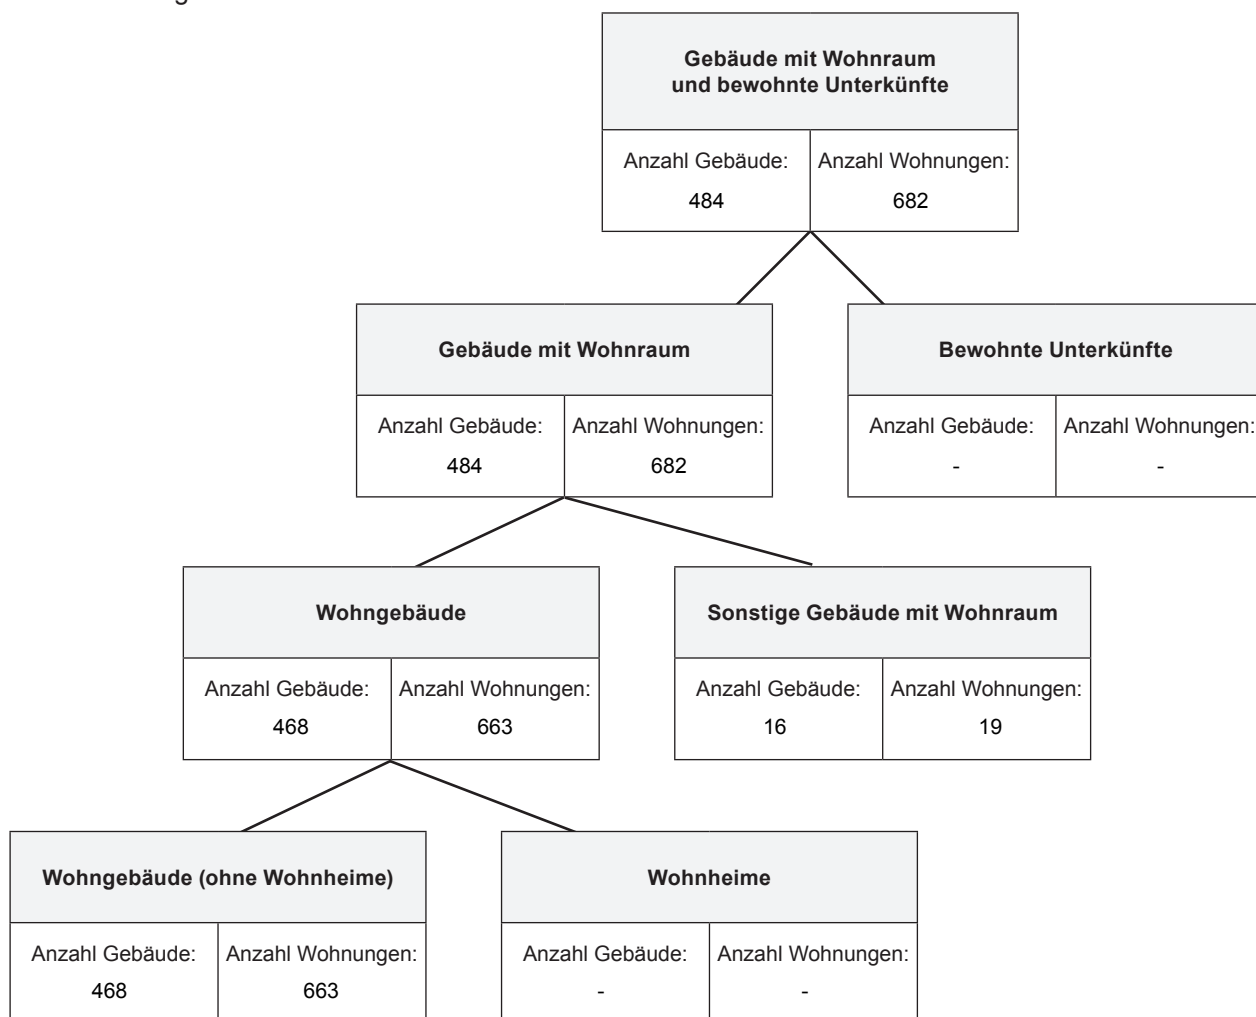 Gebäude mit Wohnraum
und bewohnte Unterkünfte
Anzahl Gebäude: Anzahl Wohnungen:
484 682
Gebäude mit Wohnraum
Bewohnte Unterkünfte
Anzahl Gebäude: Anzahl Wohnungen:
484 682
Anzahl Gebäude: Anzahl Wohnungen:
- -
Wohngebäude
Sonstige Gebäude mit Wohnraum
Anzahl Gebäude: Anzahl Wohnungen:
468 663
Anzahl Gebäude: Anzahl Wohnungen:
16 19
Wohngebäude (ohne Wohnheime)
Wohnheime
Anzahl Gebäude: Anzahl Wohnungen:
468 663
Anzahl Gebäude: Anzahl Wohnungen:
- -